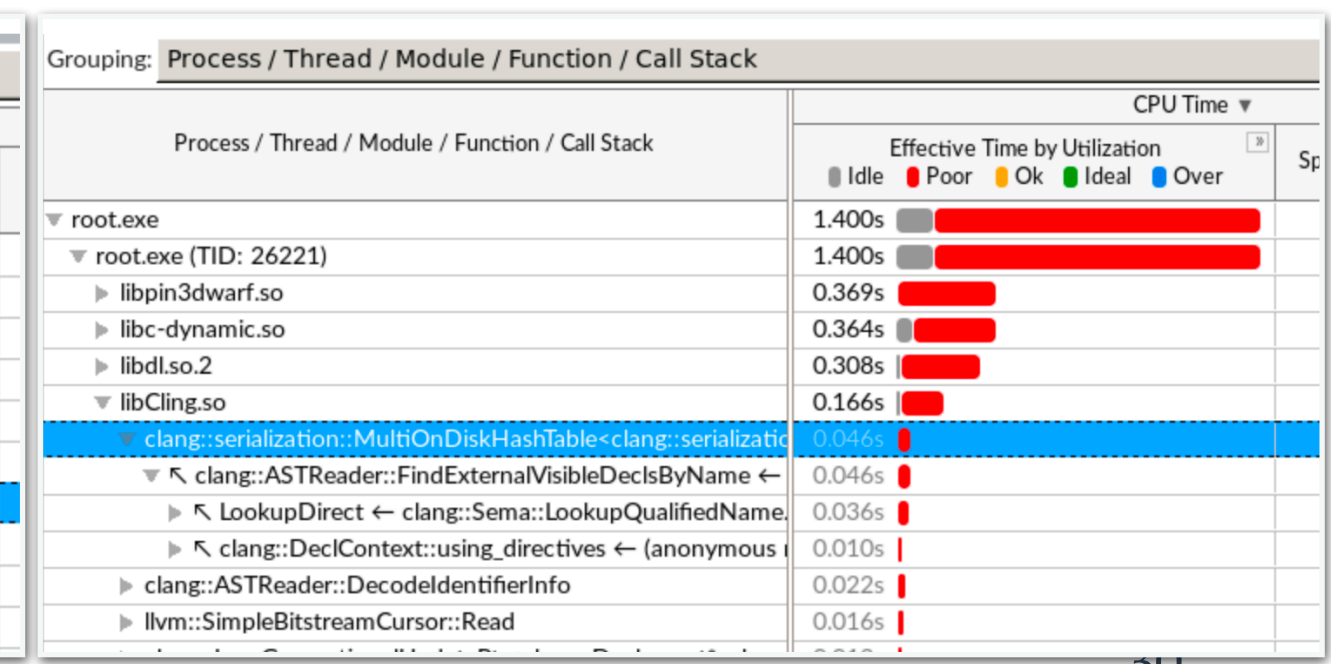 Grouping: Process / Thread / Module / Function / Call Stack
CPU Time ▼
Process / Thread / Module / Function / Call Stack
Effective Time by Utilization »
Idle Poor Ok Ideal Over
Sp
root.exe 1.400s
root.exe (TID: 26221) 1.400s
libpin3dwarf.so 0.369s
libc-dynamic.so 0.364s
libdl.so.2 0.308s
libCling.so 0.166s
clang::serialization::MultiOnDiskHashTable<clang::serializatic 0.046s
↖ clang::ASTReader::FindExternalVisibleDeclsByName ← 0.046s
↖ LookupDirect ← clang::Sema::LookupQualifiedName. 0.036s
↖ clang::DeclContext::using_directives ← (anonymous 0.010s
clang::ASTReader::DecodeIdentifierInfo 0.022s
llvm::SimpleBitstreamCursor::Read 0.016s